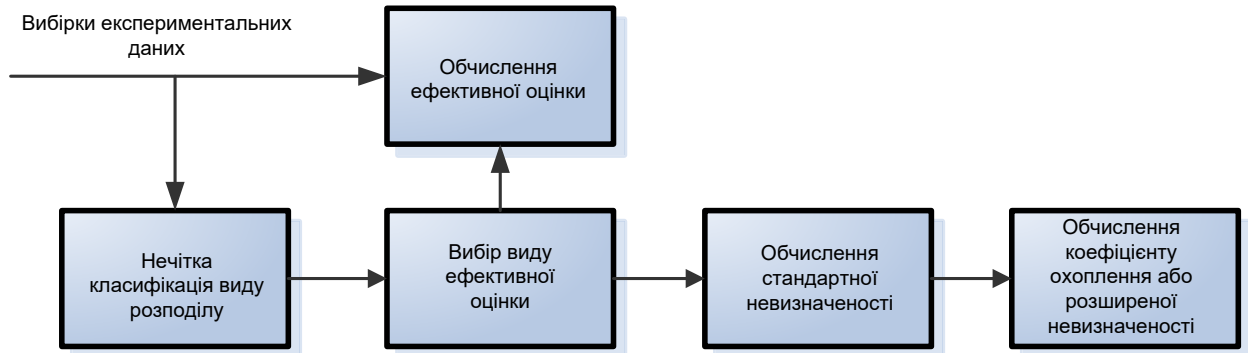 Вибірки експериментальних
даних
Обчислення
ефективної оцінки
Нечітка
класифікація виду
розподілу
Вибір виду
ефективної
оцінки
Обчислення
стандартної
невизначеності
Обчислення
коефіцієнту
охоплення або
розширеної
невизначеності